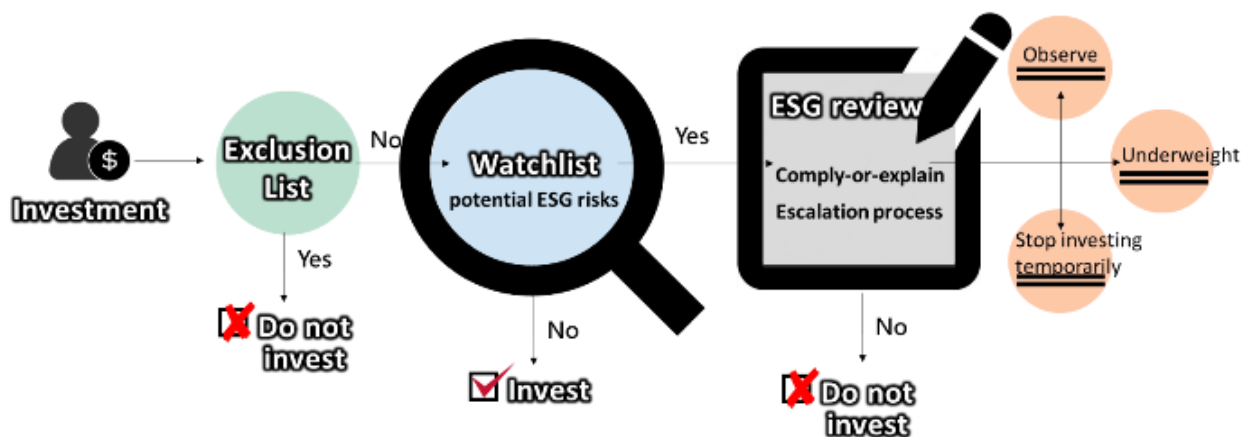 $
Investment
Exclusion
List
No
Yes
Do not
invest
Watchlist
potential ESG risks
Yes
No
Invest
ESG review
Comply-or-explain
Escalation process
No
Do not
invest
Observe
Underweight
Stop investing
temporarily